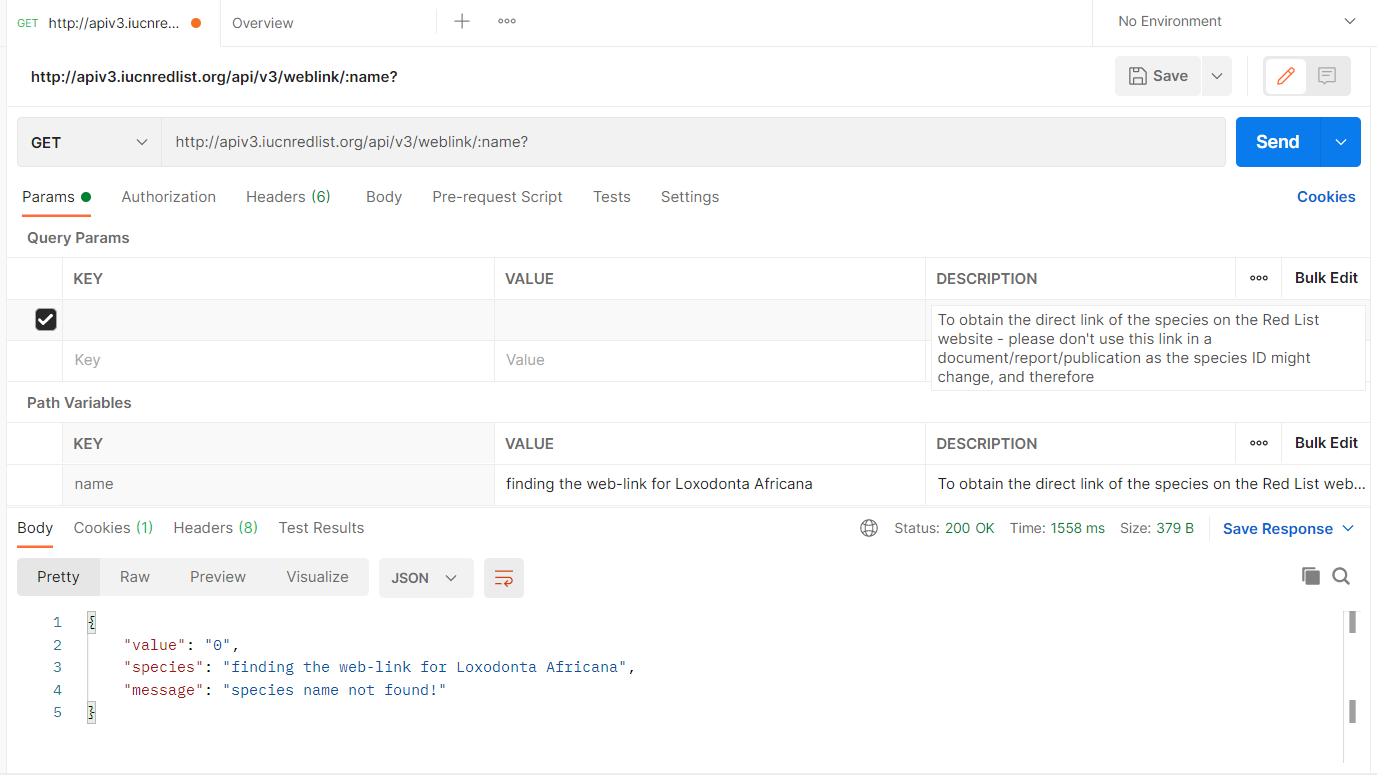 GET http://apiv3.iucnre... Overview No Environment
http://apiv3.iucnredlist.org/api/v3/weblink/:name? Save
GET http://apiv3.iucnredlist.org/api/v3/weblink/:name? Send
Params Authorization Headers (6) Body Pre-request Script Tests Settings Cookies
Query Params
KEY VALUE DESCRIPTION Bulk Edit
To obtain the direct link of the species on the Red List
website - please don't use this link in a
document/report/publication as the species ID might
change, and therefore
Key Value
Path Variables
KEY VALUE DESCRIPTION Bulk Edit
name finding the web-link for Loxodonta Africana To obtain the direct link of the species on the Red List web...
Body Cookies (1) Headers (8) Test Results Status: 200 OK Time: 1558 ms Size: 379 B Save Response
Pretty Raw Preview Visualize JSON
1 {
2 "value": "0",
3 "species": "finding the web-link for Loxodonta Africana",
4 "message": "species name not found!"
5 }